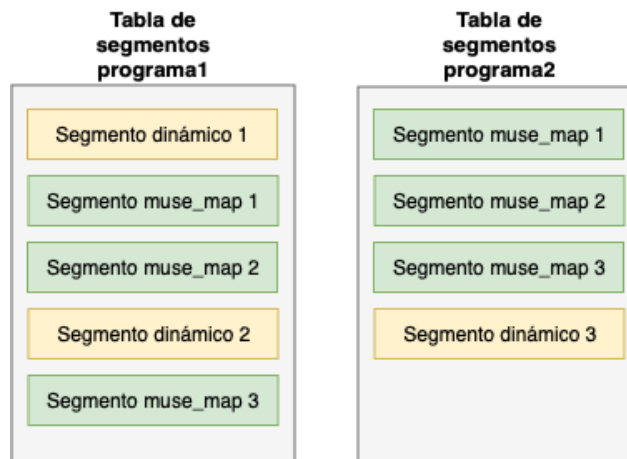 Tabla de
segmentos
programa1
Segmento dinámico 1
Segmento muse_map 1
Segmento muse_map 2
Segmento dinámico 2
Segmento muse_map 3
Tabla de
segmentos
programa2
Segmento muse_map 1
Segmento muse_map 2
Segmento muse_map 3
Segmento dinámico 3